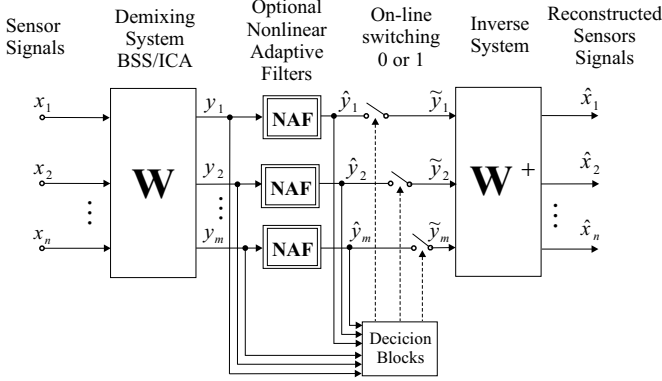 Sensor
Signals
Demixing
System
BSS/ICA
Optional
Nonlinear
Adaptive
Filters
On-line
switching
0 or 1
Inverse
System
Reconstructed
Sensors
Signals
x₁
y₁
NAF
ŷ₁
ỹ₁
x̂₁
x₂
W
y₂
NAF
ŷ₂
ỹ₂
W⁺
x̂₂
xₙ
yₘ
NAF
ŷₘ
ỹₘ
x̂ₙ
Decicion
Blocks